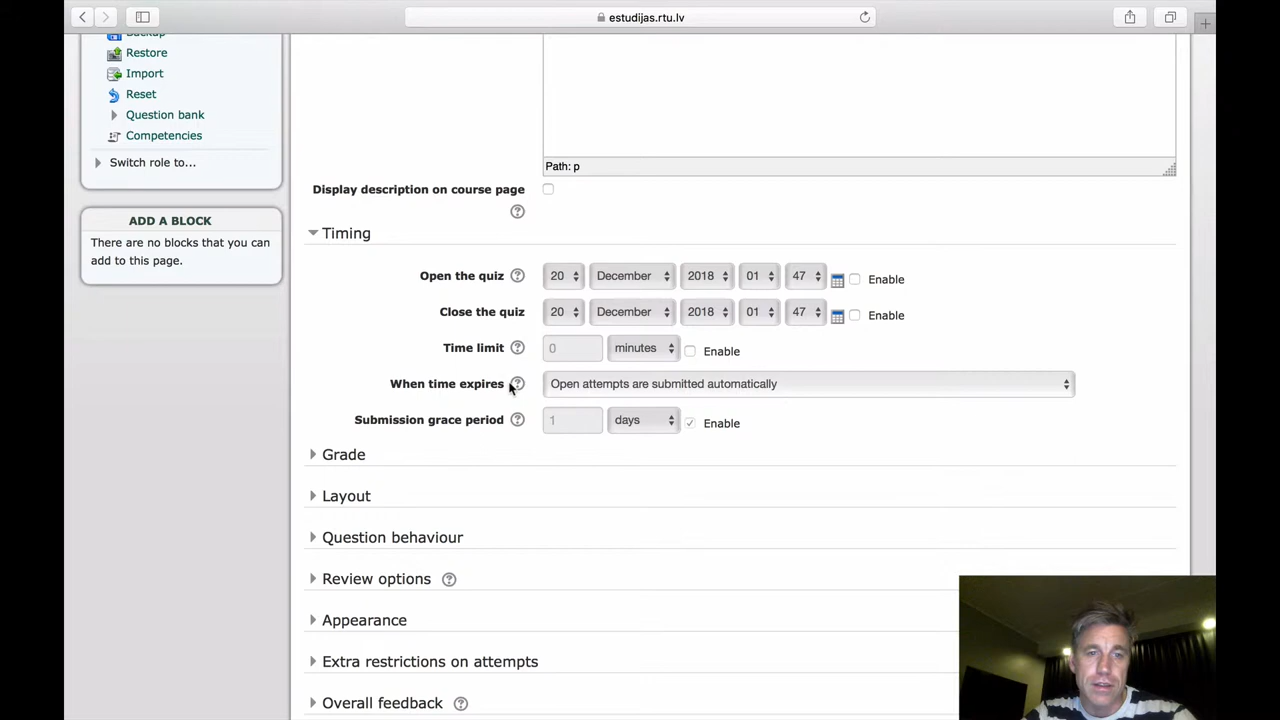 estudijas.rtu.lv
Backup
Restore
Import
Reset
Question bank
Competencies
Switch role to...
ADD A BLOCK
There are no blocks that you can
add to this page.
Path: p
Display description on course page
Timing
Open the quiz 20 December 2018 01 47 Enable
Close the quiz 20 December 2018 01 47 Enable
Time limit 0 minutes Enable
When time expires Open attempts are submitted automatically
Submission grace period 1 days Enable
Grade
Layout
Question behaviour
Review options
Appearance
Extra restrictions on attempts
Overall feedback